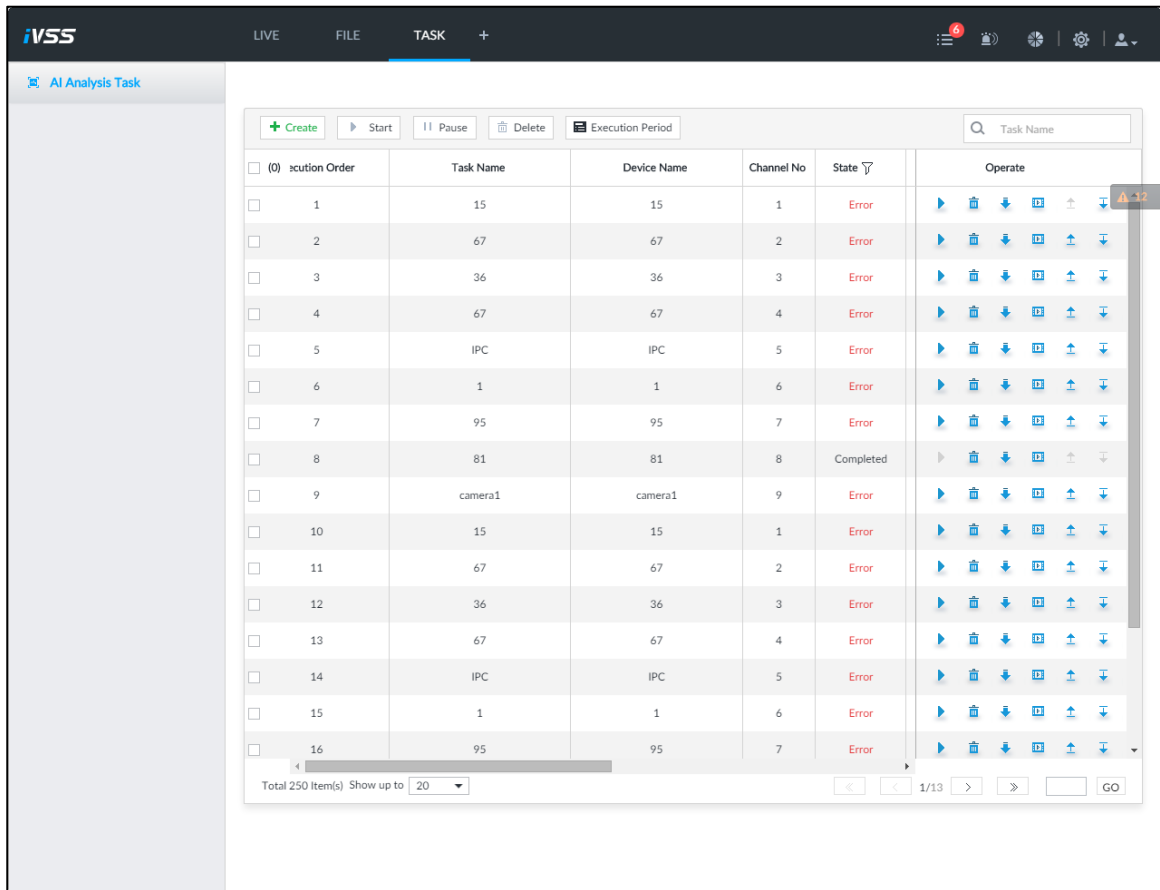 iVSS LIVE FILE TASK + 6
AI Analysis Task
Create Start Pause Delete Execution Period Task Name
(0) ecution Order Task Name Device Name Channel No State Operate
1 15 15 1 Error
12
2 67 67 2 Error
3 36 36 3 Error
4 67 67 4 Error
5 IPC IPC 5 Error
6 1 1 6 Error
7 95 95 7 Error
8 81 81 8 Completed
9 camera1 camera1 9 Error
10 15 15 1 Error
11 67 67 2 Error
12 36 36 3 Error
13 67 67 4 Error
14 IPC IPC 5 Error
15 1 1 6 Error
16 95 95 7 Error
Total 250 Item(s) Show up to 20 1/13 GO